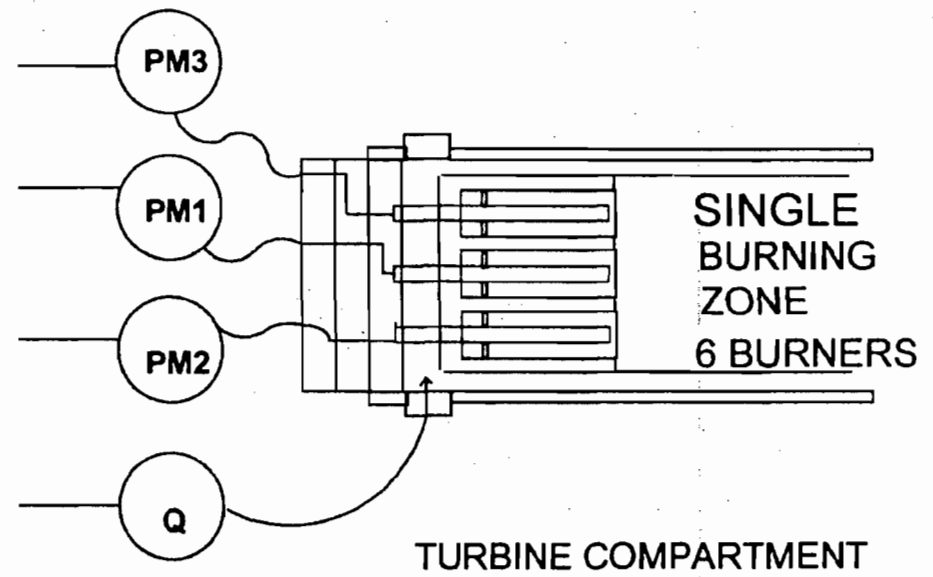 PM3
PM1
PM2
Q
SINGLE
BURNING
ZONE
6 BURNERS
TURBINE COMPARTMENT